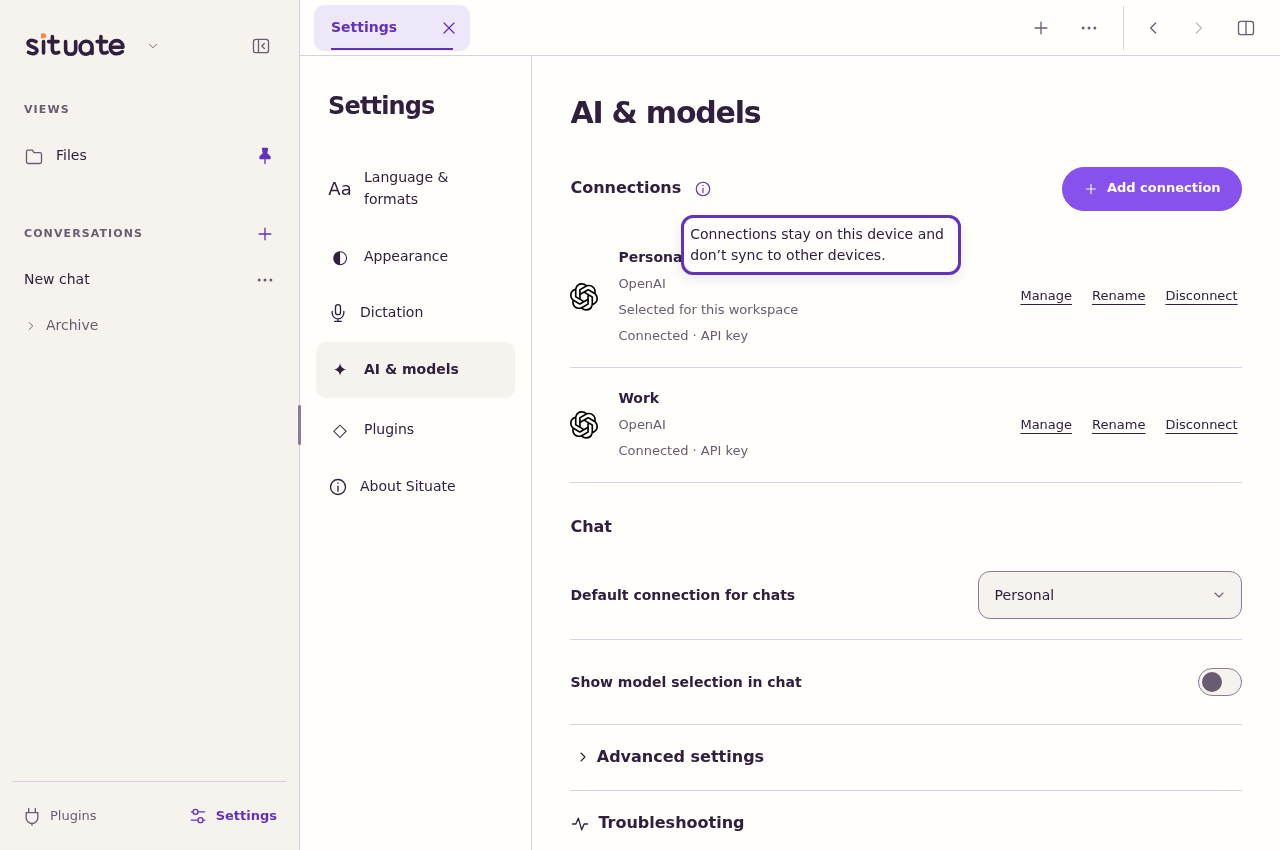 situate
VIEWS
Files
CONVERSATIONS
New chat
Archive
Plugins
Settings
Settings
Settings
Aa
Language &
formats
Appearance
Dictation
AI & models
Plugins
About Situate
AI & models
Connections
Add connection
Connections stay on this device and
don’t sync to other devices.
OpenAI
Selected for this workspace
Connected · API key
Manage Rename Disconnect
Work
OpenAI
Connected · API key
Manage Rename Disconnect
Chat
Default connection for chats
Personal
Show model selection in chat
Advanced settings
Troubleshooting